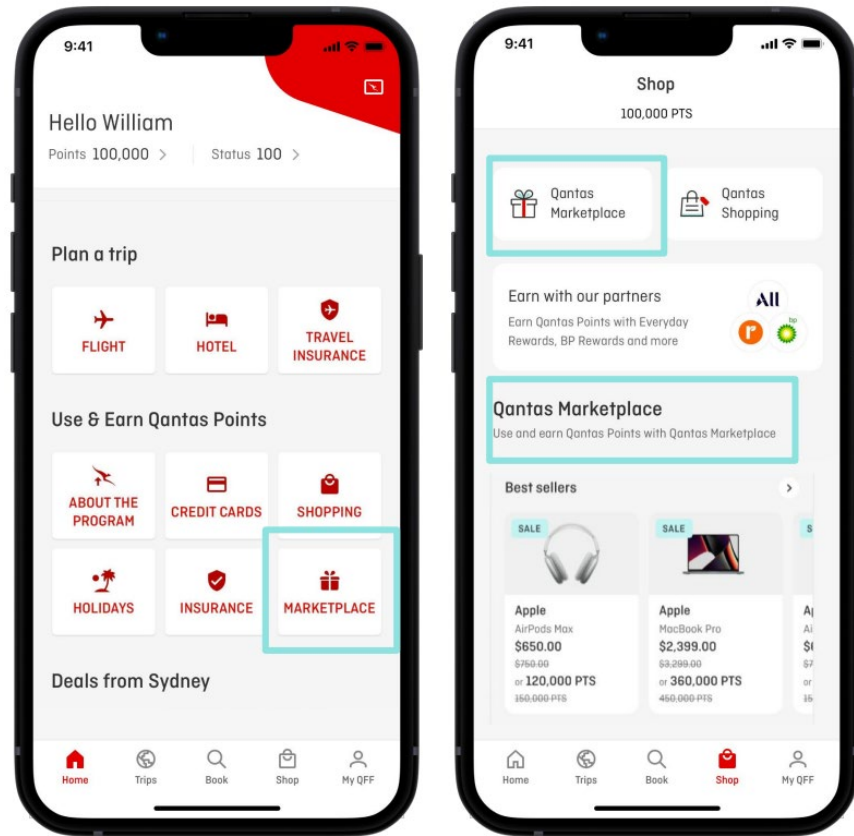 9:41
Hello William
Points 100,000 > Status 100 >
Plan a trip
FLIGHT
HOTEL
TRAVEL
INSURANCE
Use & Earn Qantas Points
ABOUT THE
PROGRAM
CREDIT CARDS
SHOPPING
HOLIDAYS
INSURANCE
MARKETPLACE
Deals from Sydney
Home
Trips
Book
Shop
My QFF
9:41
Shop
100,000 PTS
Qantas
Marketplace
Qantas
Shopping
Earn with our partners
Earn Qantas Points with Everyday
Rewards, BP Rewards and more
All
r
bp
Qantas Marketplace
Use and earn Qantas Points with Qantas Marketplace
Best sellers
SALE
Apple
AirPods Max
$650.00
$750.00
or 120,000 PTS
150,000 PTS
SALE
Apple
MacBook Pro
$2,399.00
$3,299.00
or 360,000 PTS
450,000 PTS
Home
Trips
Book
Shop
My QFF